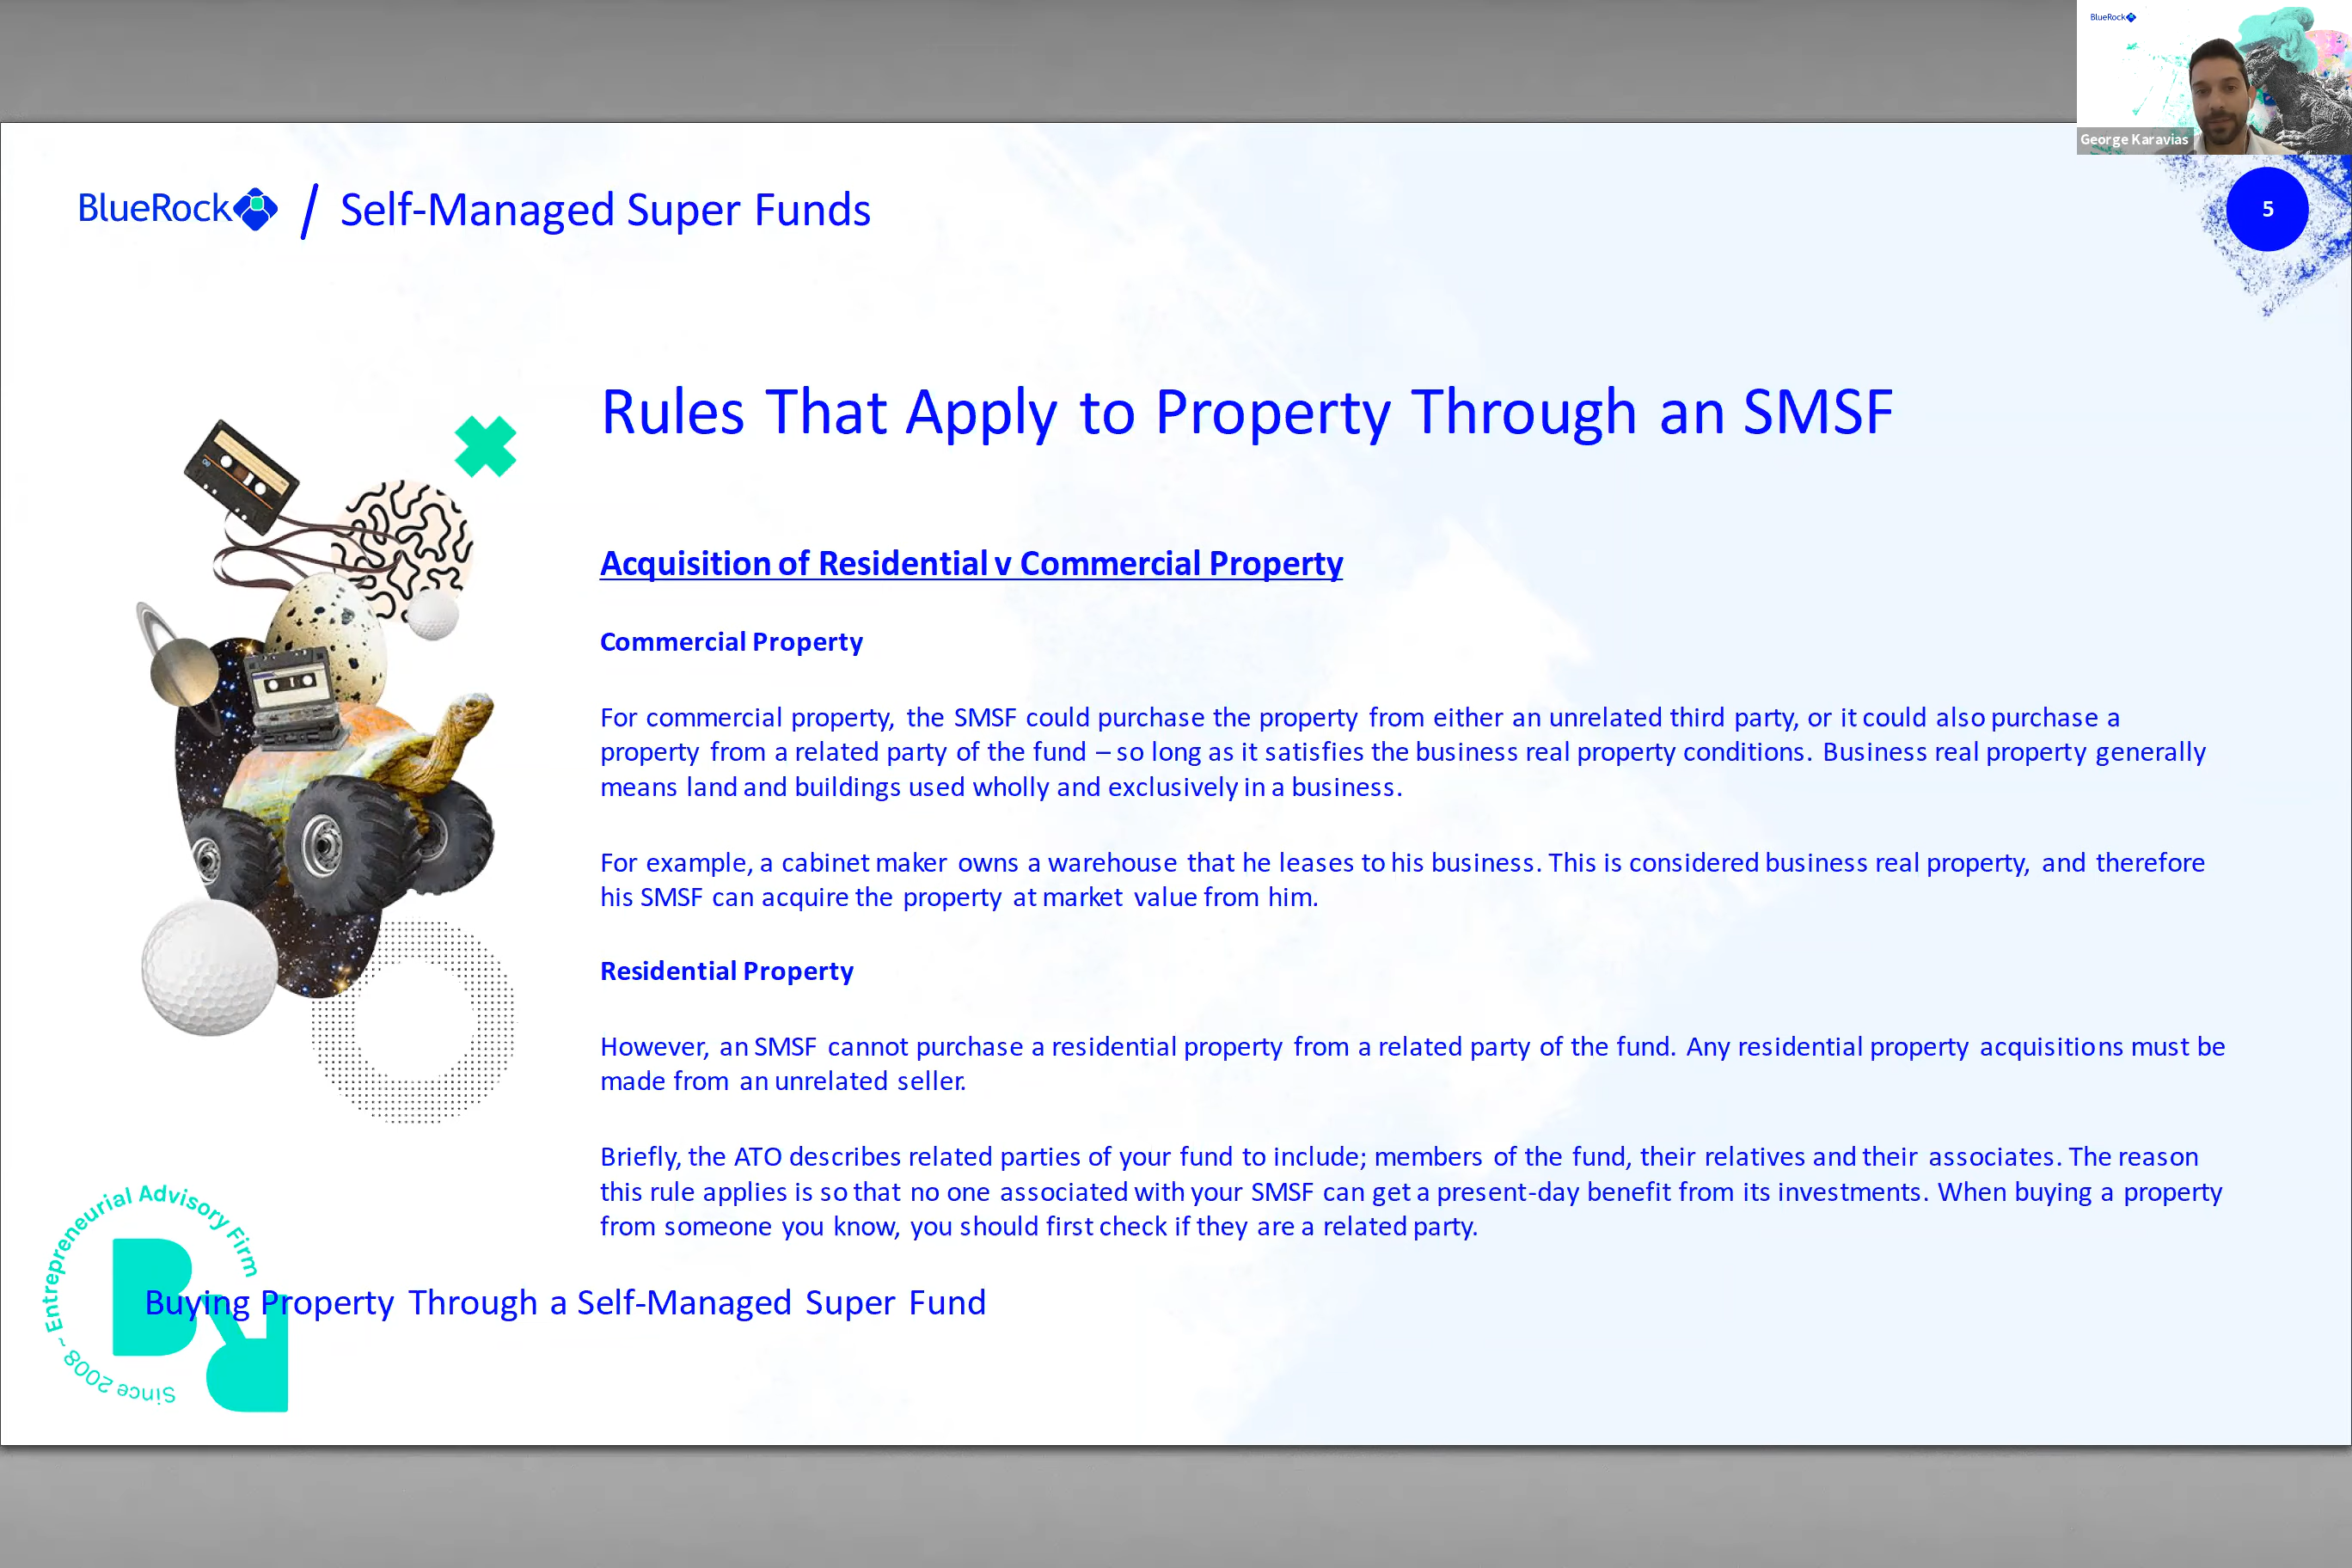 BlueRock
George Karavias
BlueRock / Self-Managed Super Funds
5
Rules That Apply to Property Through an SMSF
Acquisition of Residential v Commercial Property
Commercial Property
For commercial property, the SMSF could purchase the property from either an unrelated third party, or it could also purchase a
property from a related party of the fund – so long as it satisfies the business real property conditions. Business real property generally
means land and buildings used wholly and exclusively in a business.
For example, a cabinet maker owns a warehouse that he leases to his business. This is considered business real property, and therefore
his SMSF can acquire the property at market value from him.
Residential Property
However, an SMSF cannot purchase a residential property from a related party of the fund. Any residential property acquisitions must be
made from an unrelated seller.
Briefly, the ATO describes related parties of your fund to include; members of the fund, their relatives and their associates. The reason
this rule applies is so that no one associated with your SMSF can get a present-day benefit from its investments. When buying a property
from someone you know, you should first check if they are a related party.
Entrepreneurial Advisory Firm
~ Since 2008
BR
Buying Property Through a Self-Managed Super Fund